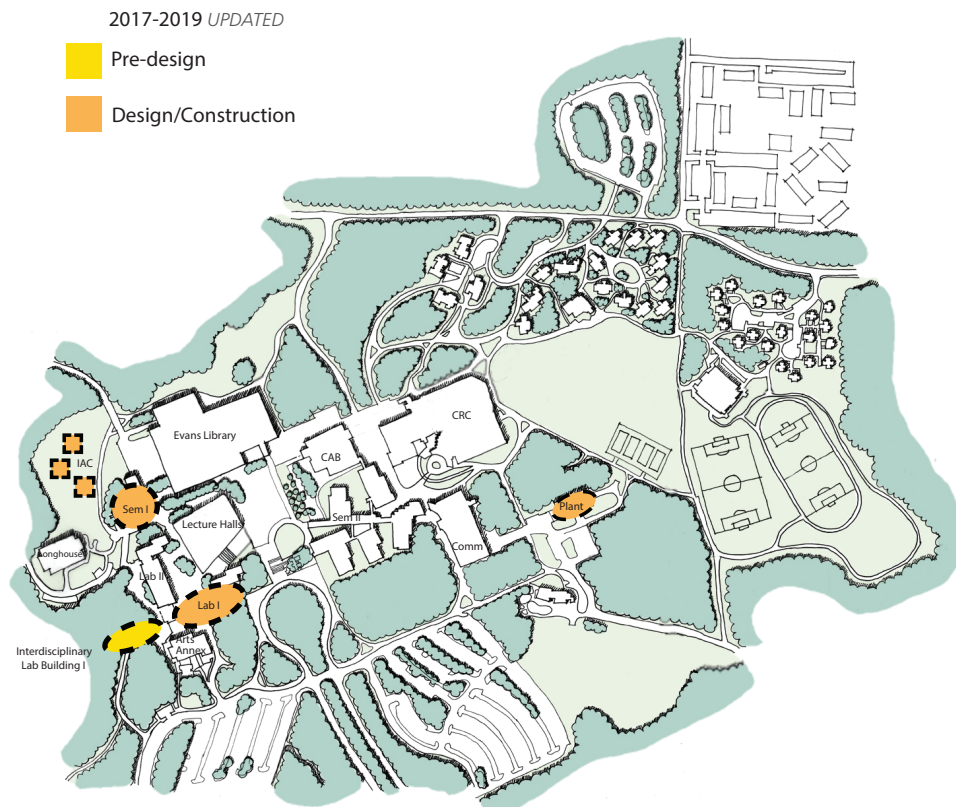 2017-2019 UPDATED
Pre-design
Design/Construction
Evans Library
CRC
CAB
IAC
Sem I
Lecture Halls
Sem II
Plant
Comm
Longhouse
Lab II
Lab I
Arts
Annex
Interdisciplinary
Lab Building I